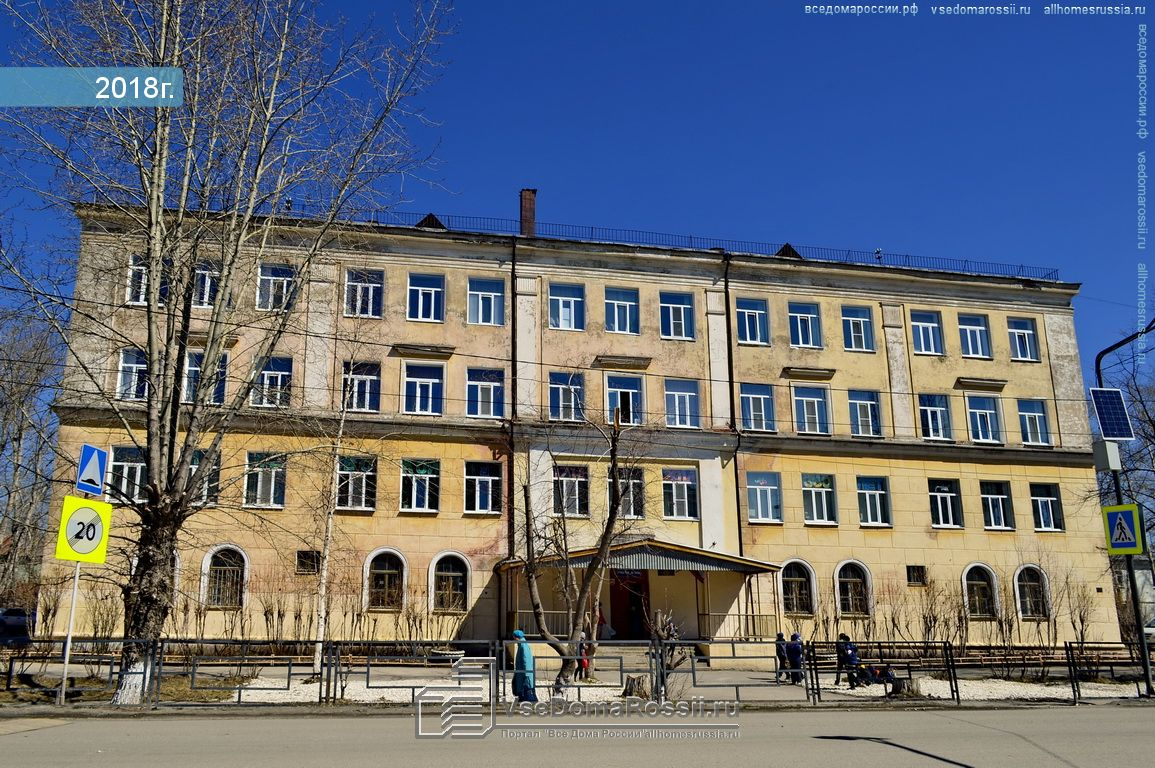 вседомароссии.рф vsedomarossii.ru allhomesrussia.ru
2018г.
вседомароссии.рф vsedomarossii.ru allhomesrussia.ru
20
VseDomaRossii.ru
Портал "Все Дома России" allhomesrussia.ru